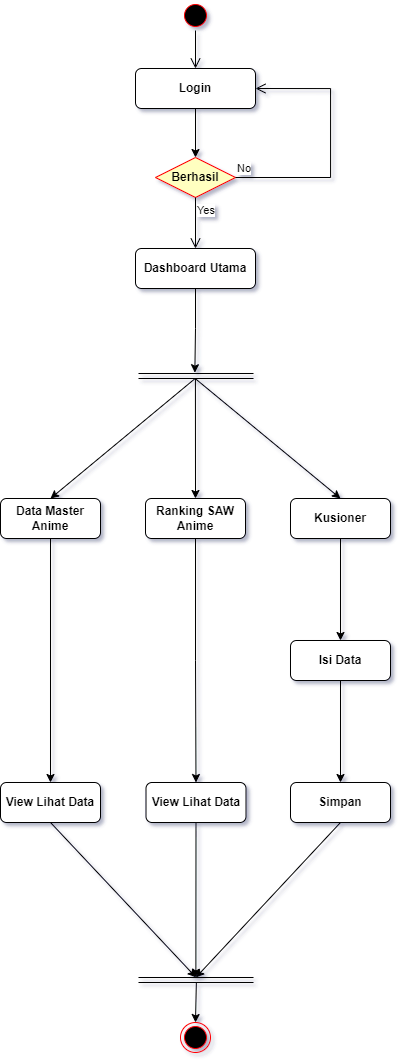 Login
Berhasil
No
Yes
Dashboard Utama
Data Master
Anime
Ranking SAW
Anime
Kusioner
Isi Data
View Lihat Data
View Lihat Data
Simpan